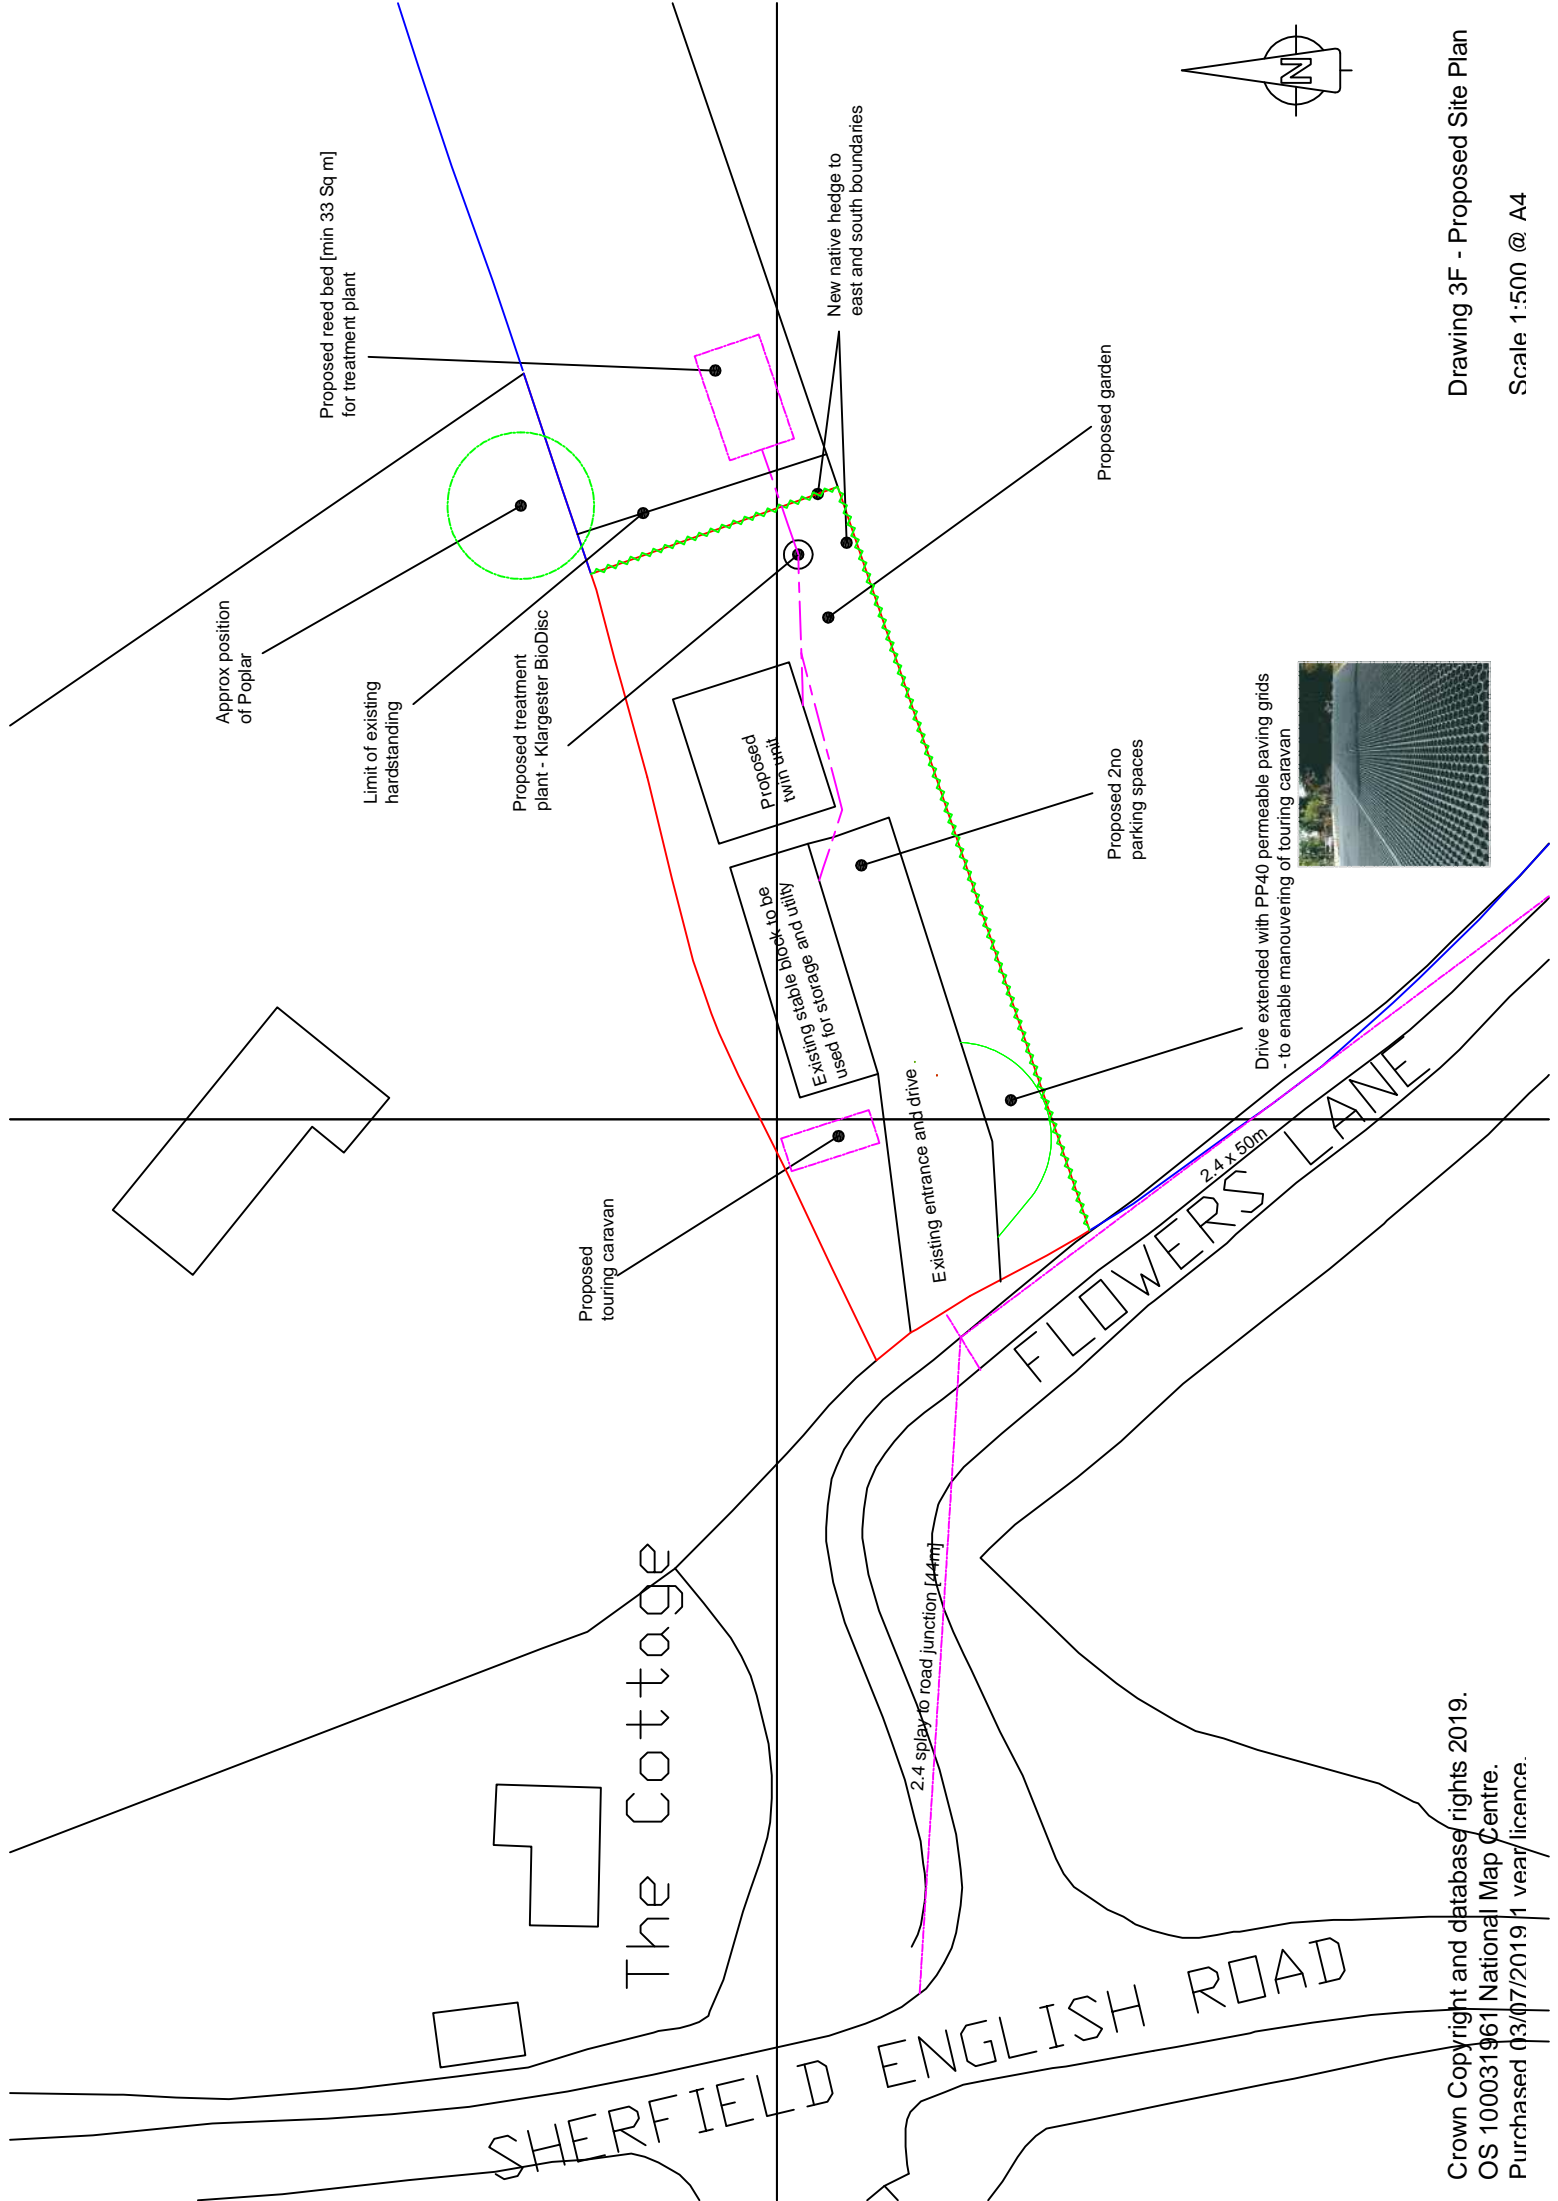 Proposed reed bed [min 33 Sq m]
for treatment plant
Approx position
of Poplar
Limit of existing
hardstanding
Proposed treatment
plant - Klargester BioDisc
New native hedge to
east and south boundaries
Proposed garden
Proposed
twin unit
Existing stable block to be
used for storage and utility
Proposed 2no
parking spaces
Drive extended with PP40 permeable paving grids
- to enable manouvering of touring caravan
Existing entrance and drive
Proposed
touring caravan
2.4 x 50m
FLOWERS LANE
2.4 splay to road junction [44m]
The Cottage
SHERFIELD ENGLISH ROAD
N
Drawing 3F - Proposed Site Plan
Scale 1:500 @ A4
Crown Copyright and database rights 2019.
OS 100031961 National Map Centre.
Purchased 03/07/2019 1 year licence.